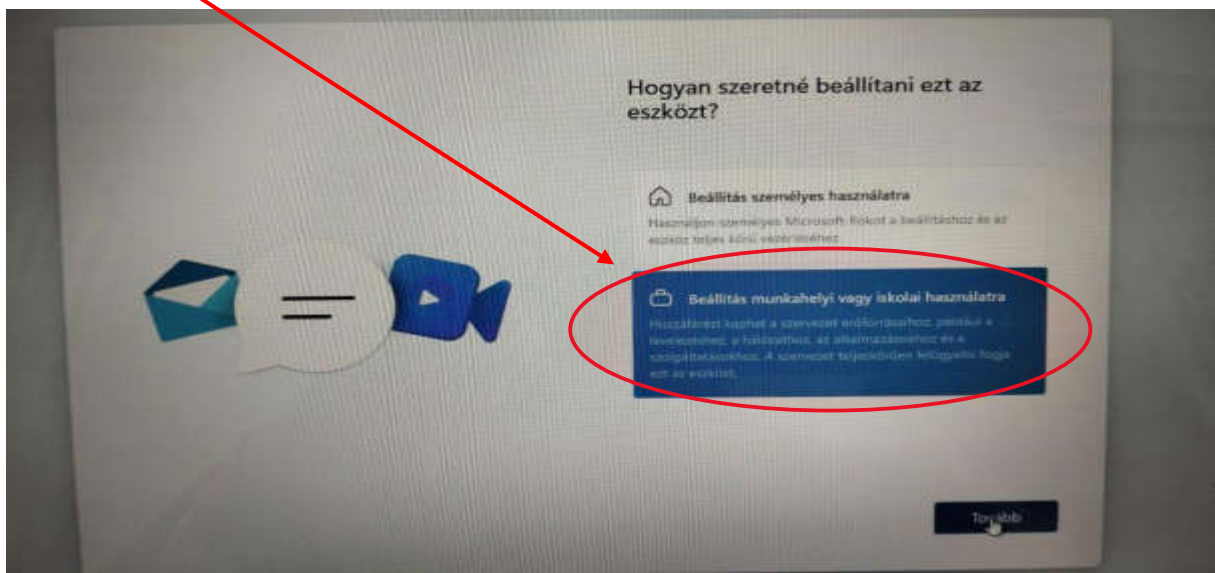 Hogyan szeretné beállítani ezt az
eszközt?
Beállítás személyes használatra
Használjon személyes Microsoft-fiókot a beállításhoz és az
eszköz teljes körű vezérléséhez.
Beállítás munkahelyi vagy iskolai használatra
Hozzáférést kaphat a szervezet erőforrásaihoz, például a
levelezéshez, a hálózathoz, az alkalmazásokhoz és a
szolgáltatásokhoz. A szervezet teljeskörűen felügyelni fogja
ezt az eszközt.
Tovább